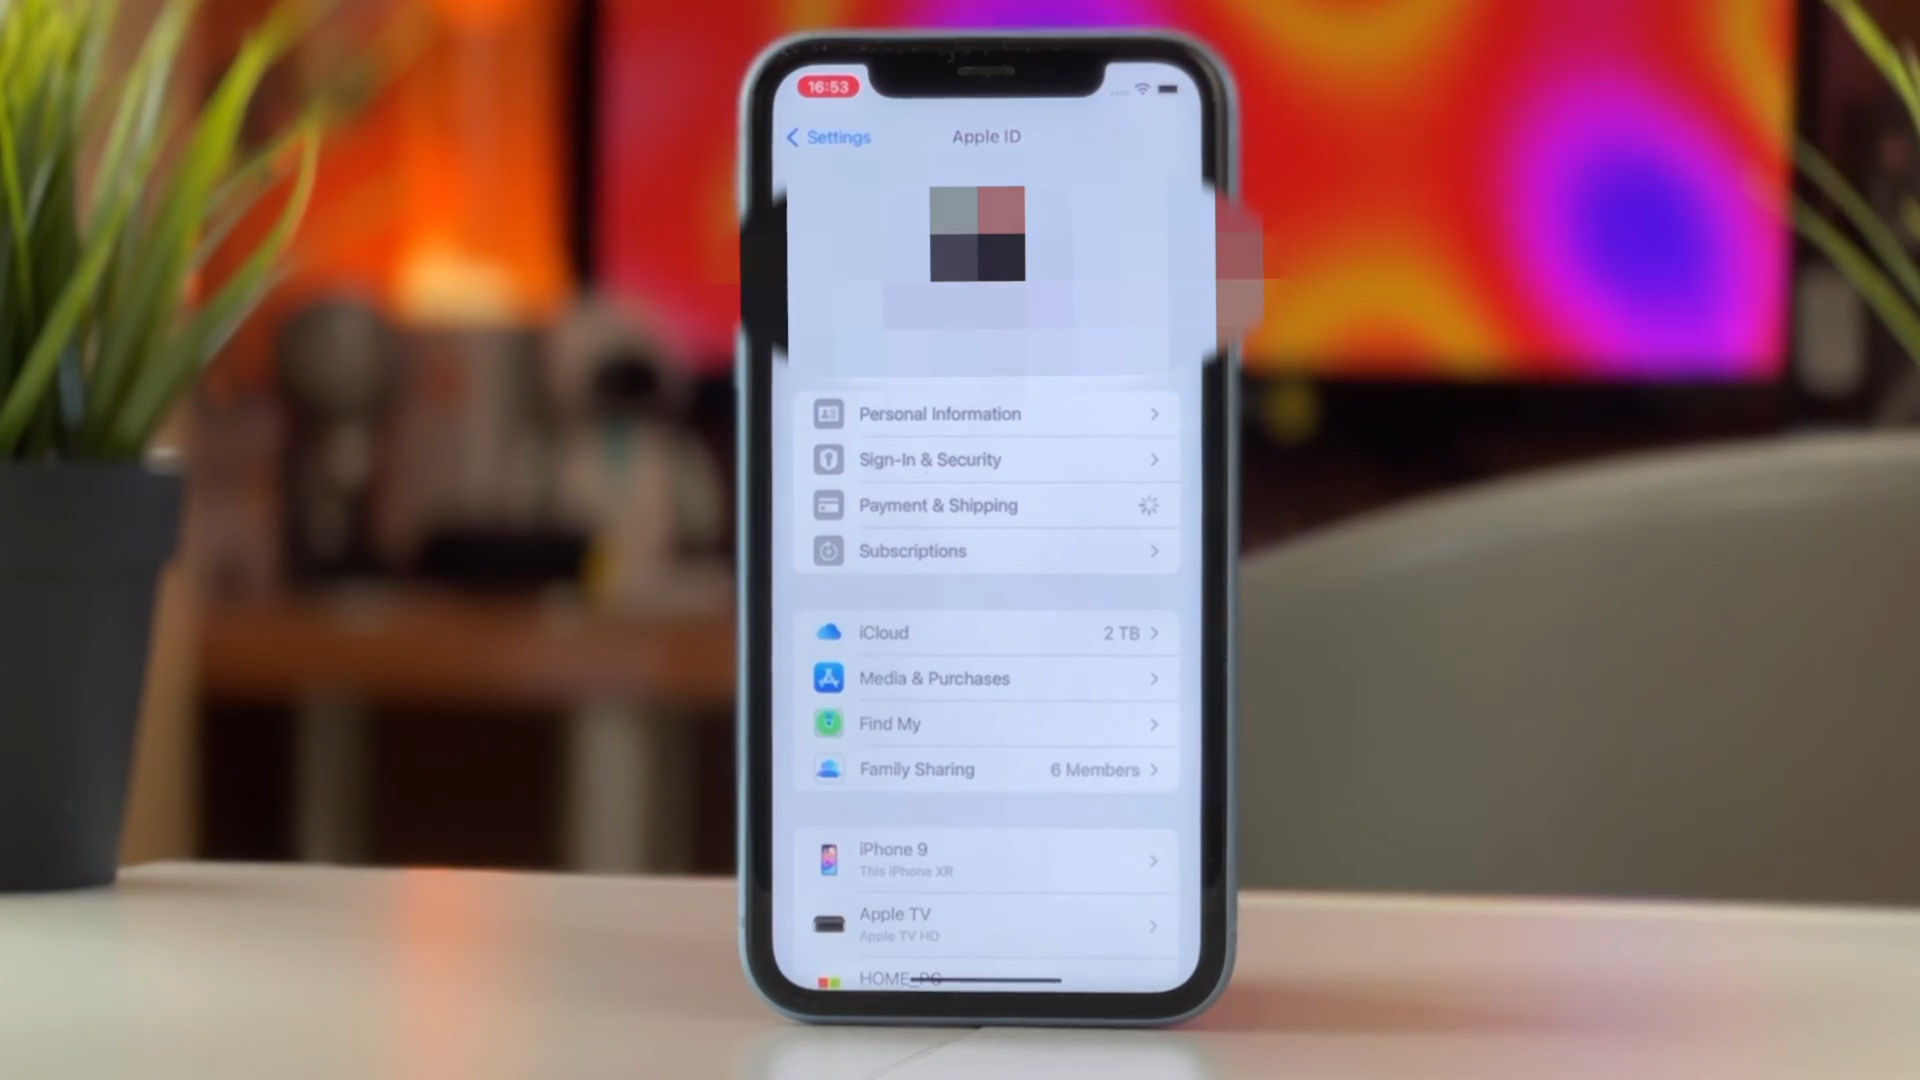 16:53
Settings
Apple ID
Personal Information
Sign-In & Security
Payment & Shipping
Subscriptions
iCloud
2 TB
Media & Purchases
Find My
Family Sharing
6 Members
iPhone 9
This iPhone XR
Apple TV
Apple TV HD
HOME_PC